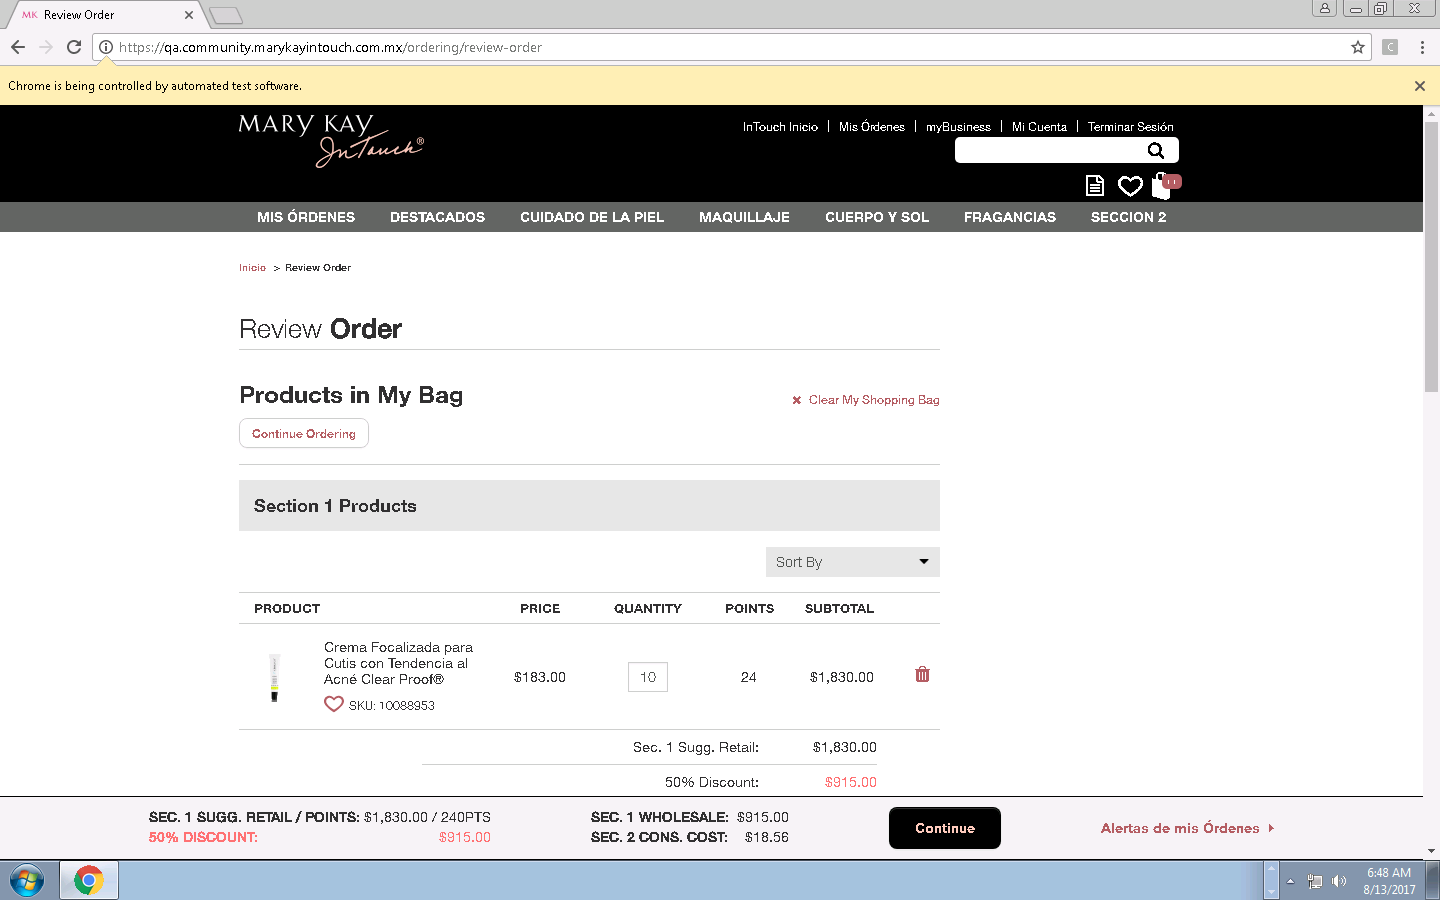 MK Review Order
https://qa.community.marykayintouch.com.mx/ordering/review-order
Chrome is being controlled by automated test software.
MARY KAY
InTouch®
InTouch Inicio | Mis Órdenes | myBusiness | Mi Cuenta | Terminar Sesión
MIS ÓRDENES DESTACADOS CUIDADO DE LA PIEL MAQUILLAJE CUERPO Y SOL FRAGANCIAS SECCION 2
Inicio > Review Order
Review Order
Products in My Bag
Clear My Shopping Bag
Continue Ordering
Section 1 Products
Sort By
PRODUCT PRICE QUANTITY POINTS SUBTOTAL
Crema Focalizada para
Cutis con Tendencia al
Acné Clear Proof®
$183.00 10 24 $1,830.00
SKU: 10088953
Sec. 1 Sugg. Retail: $1,830.00
50% Discount: $915.00
SEC. 1 SUGG. RETAIL / POINTS: $1,830.00 / 240PTS
50% DISCOUNT: $915.00
SEC. 1 WHOLESALE: $915.00
SEC. 2 CONS. COST: $18.56
Continue
Alertas de mis Órdenes
6:48 AM
8/13/2017